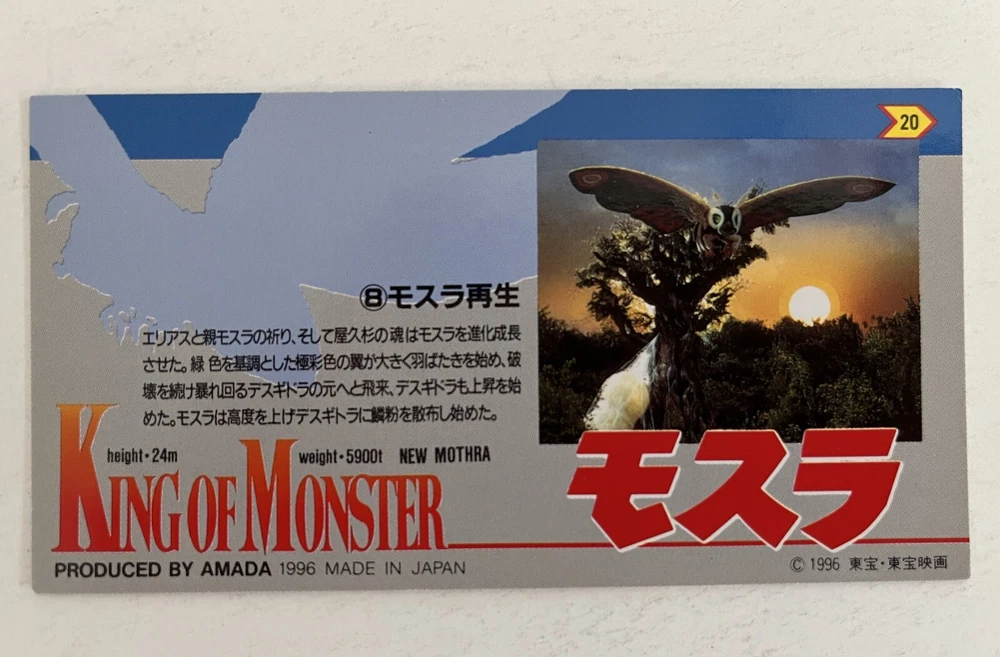 20
⑧モスラ再生
エリアスと親モスラの祈り、そして屋久杉の魂はモスラを進化成長
させた。緑色を基調とした極彩色の翼が大きく羽ばたきを始め、破
壊を続け暴れ回るデスギドラの元へと飛来、デスギドラも上昇を始
めた。モスラは高度を上げデスギドラに鱗粉を散布し始めた。
height・24m weight・5900t NEW MOTHRA
KING OF MONSTER
モスラ
PRODUCED BY AMADA 1996 MADE IN JAPAN
© 1996 東宝・東宝映画